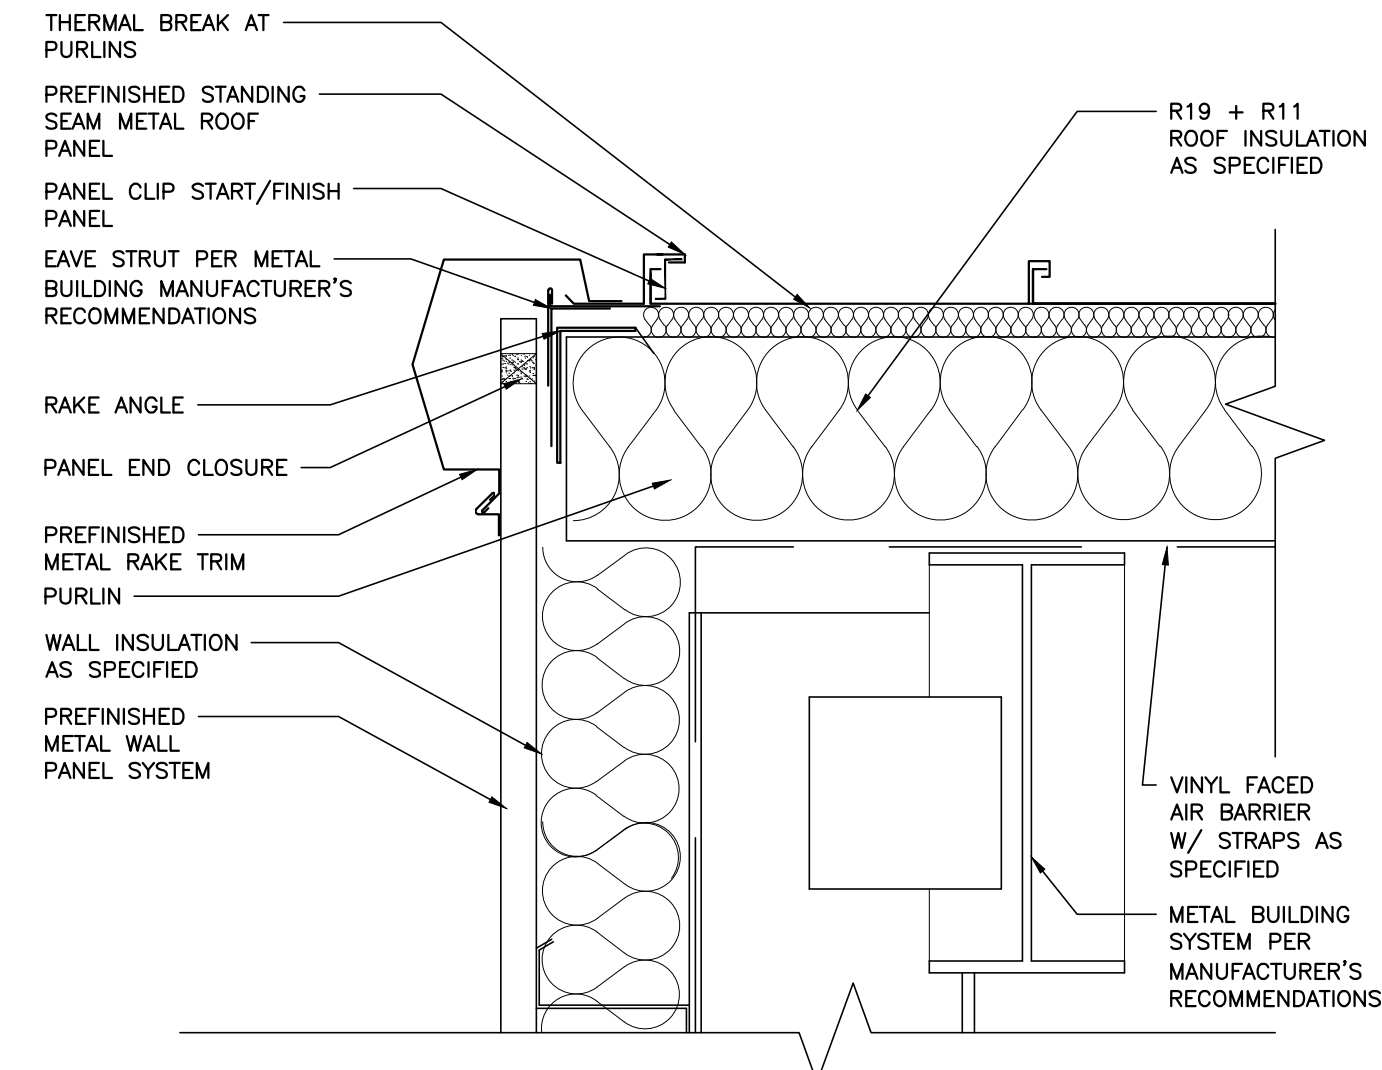 THERMAL BREAK AT
PURLINS
PREFINISHED STANDING
SEAM METAL ROOF
PANEL
PANEL CLIP START/FINISH
PANEL
EAVE STRUT PER METAL
BUILDING MANUFACTURER'S
RECOMMENDATIONS
RAKE ANGLE
PANEL END CLOSURE
PREFINISHED
METAL RAKE TRIM
PURLIN
WALL INSULATION
AS SPECIFIED
PREFINISHED
METAL WALL
PANEL SYSTEM
R19 + R11
ROOF INSULATION
AS SPECIFIED
VINYL FACED
AIR BARRIER
W/ STRAPS AS
SPECIFIED
METAL BUILDING
SYSTEM PER
MANUFACTURER'S
RECOMMENDATIONS